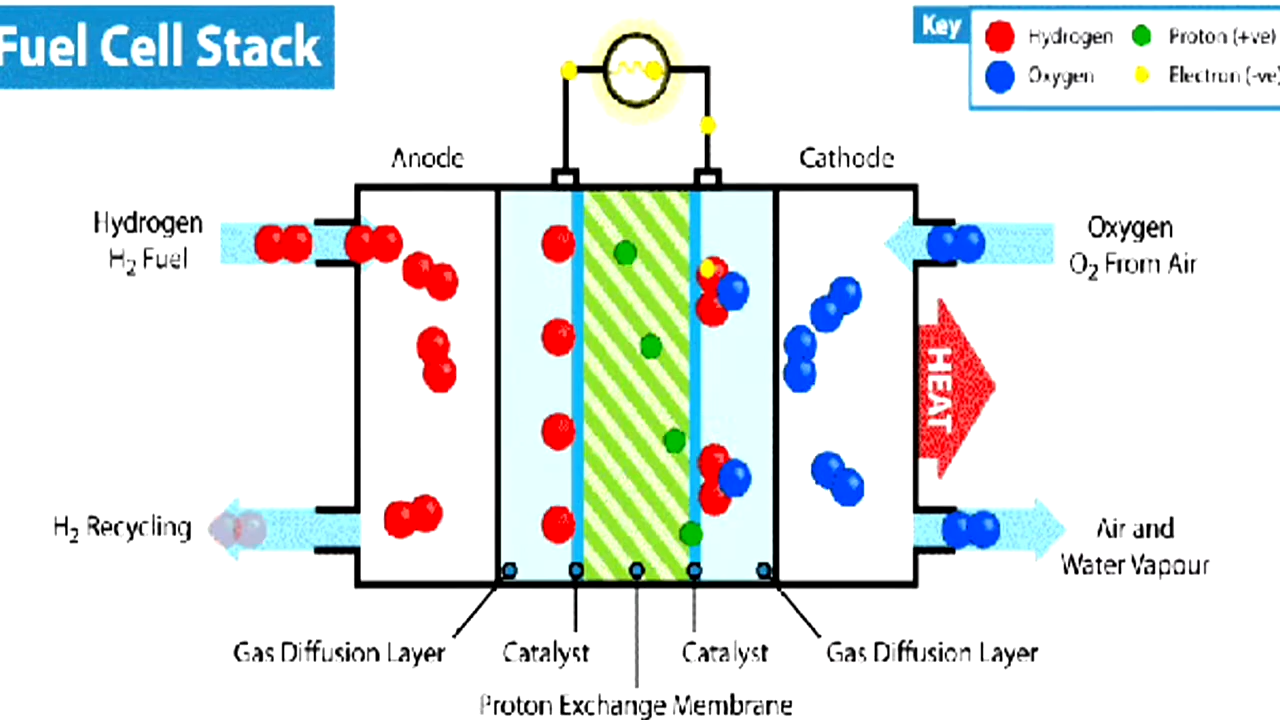 Fuel Cell Stack
Key
Hydrogen
Proton (+ve)
Oxygen
Electron (-ve)
Anode
Cathode
Hydrogen
H₂ Fuel
Oxygen
O₂ From Air
HEAT
H₂ Recycling
Air and
Water Vapour
Gas Diffusion Layer
Catalyst
Catalyst
Gas Diffusion Layer
Proton Exchange Membrane